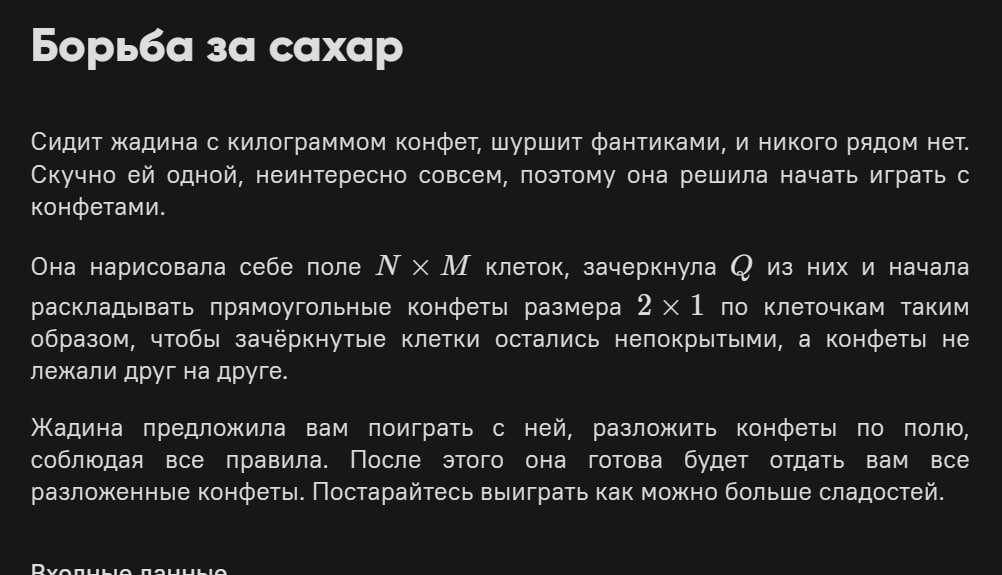 Борьба за сахар
Сидит жадина с килограммом конфет, шуршит фантиками, и никого рядом нет.
Скучно ей одной, неинтересно совсем, поэтому она решила начать играть с
конфетами.
Она нарисовала себе поле N × M клеток, зачеркнула Q из них и начала
раскладывать прямоугольные конфеты размера 2 × 1 по клеточкам таким
образом, чтобы зачёркнутые клетки остались непокрытыми, а конфеты не
лежали друг на друге.
Жадина предложила вам поиграть с ней, разложить конфеты по полю,
соблюдая все правила. После этого она готова будет отдать вам все
разложенные конфеты. Постарайтесь выиграть как можно больше сладостей.
Входные данные